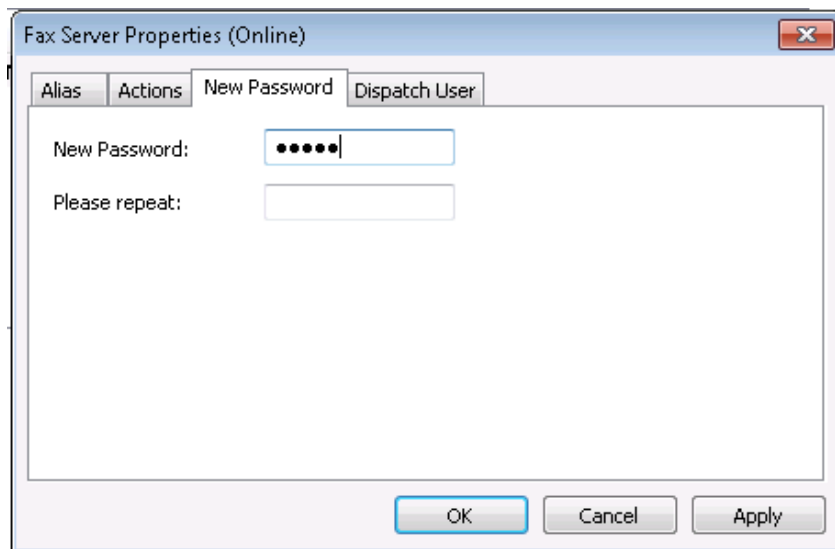 Fax Server Properties (Online)
Alias Actions New Password Dispatch User
New Password: •••••
Please repeat:
OK Cancel Apply